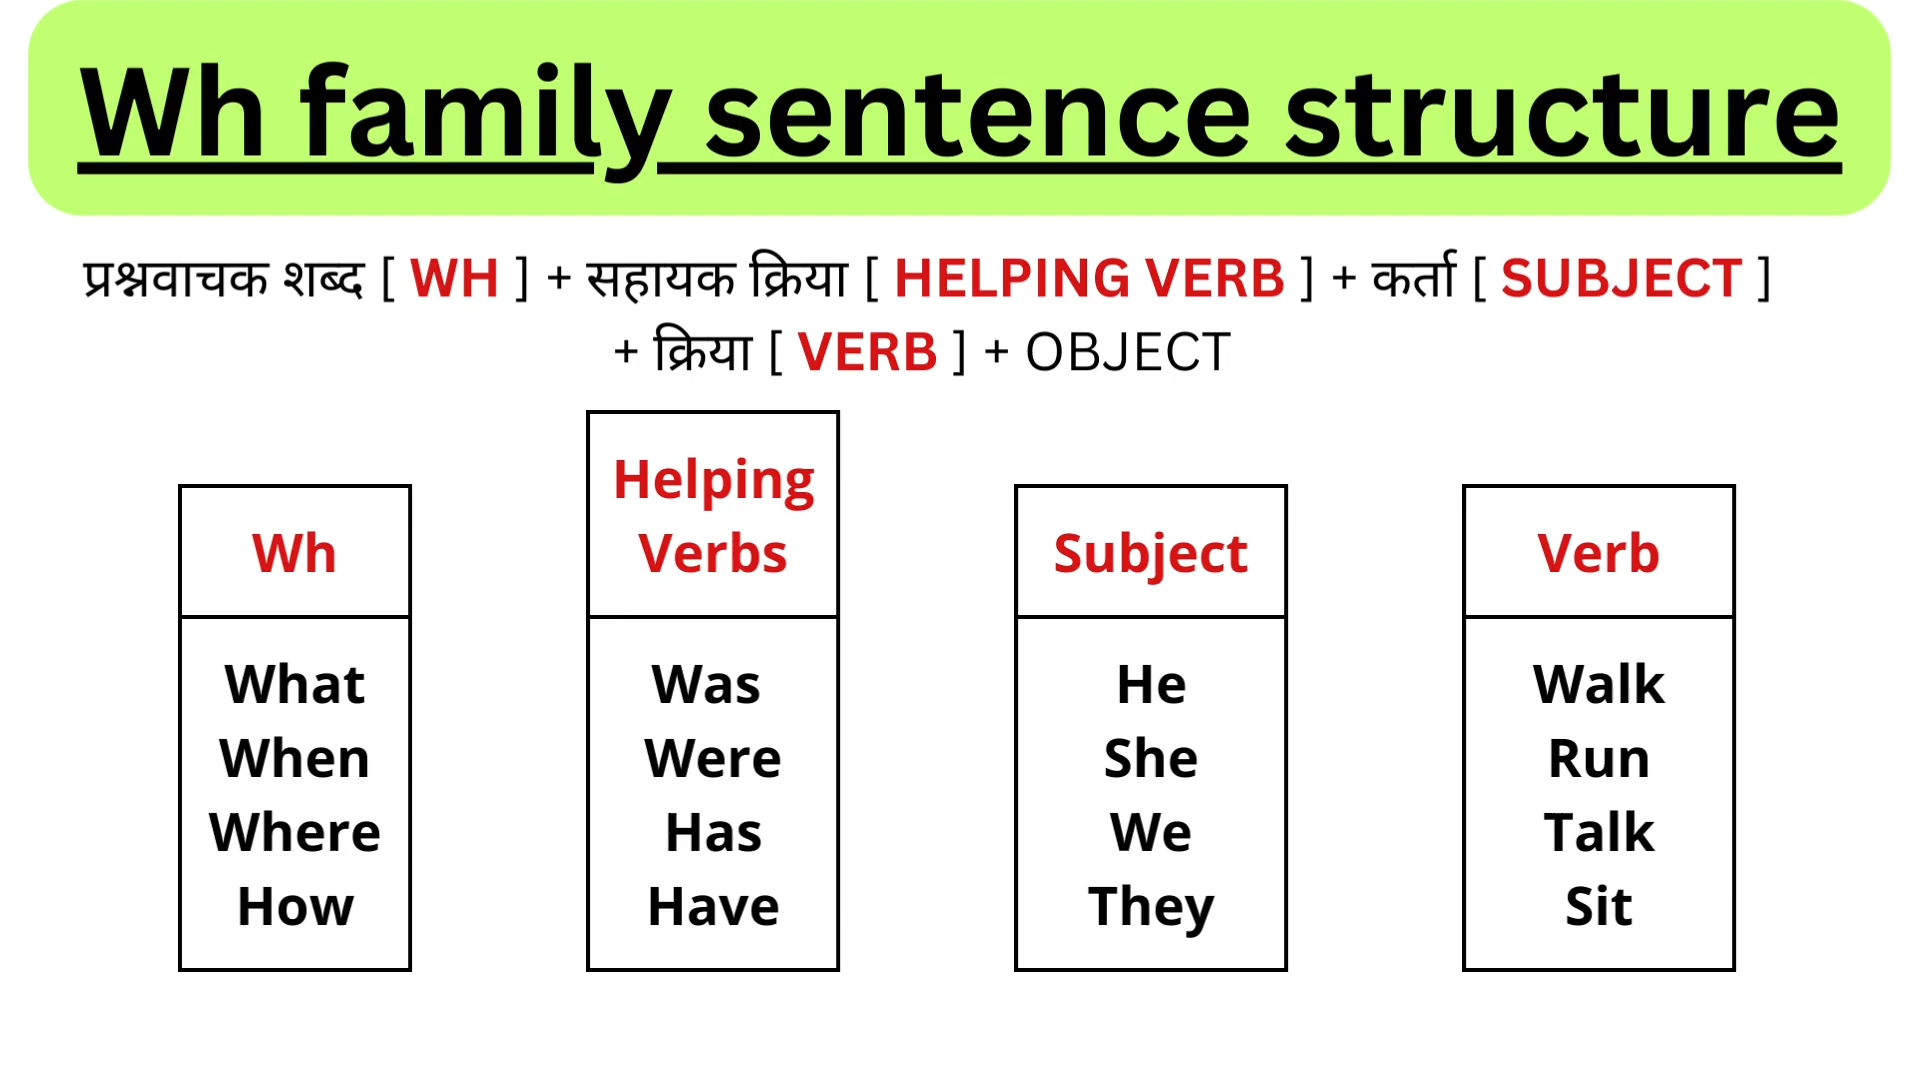 Wh family sentence structure
प्रश्नवाचक शब्द [ WH ] + सहायक क्रिया [ HELPING VERB ] + कर्ता [ SUBJECT ]
+ क्रिया [ VERB ] + OBJECT
Wh
What
When
Where
How
Helping
Verbs
Was
Were
Has
Have
Subject
He
She
We
They
Verb
Walk
Run
Talk
Sit